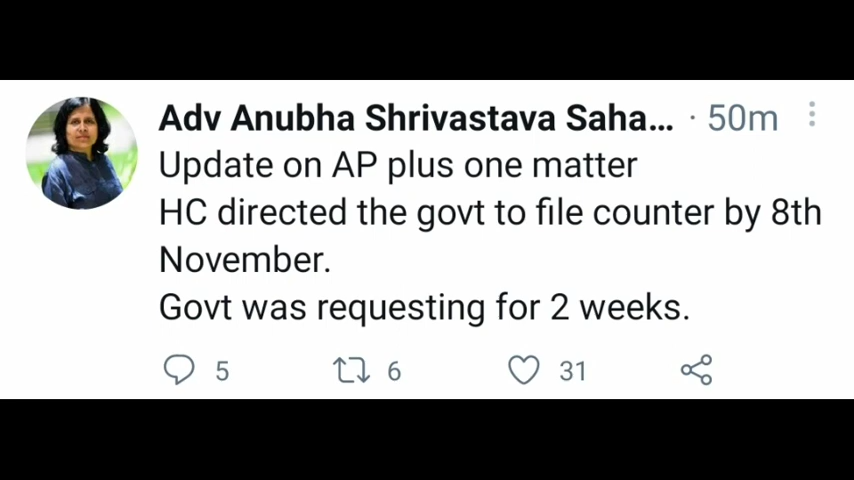 Adv Anubha Shrivastava Saha... · 50m
Update on AP plus one matter
HC directed the govt to file counter by 8th
November.
Govt was requesting for 2 weeks.
5 6 31